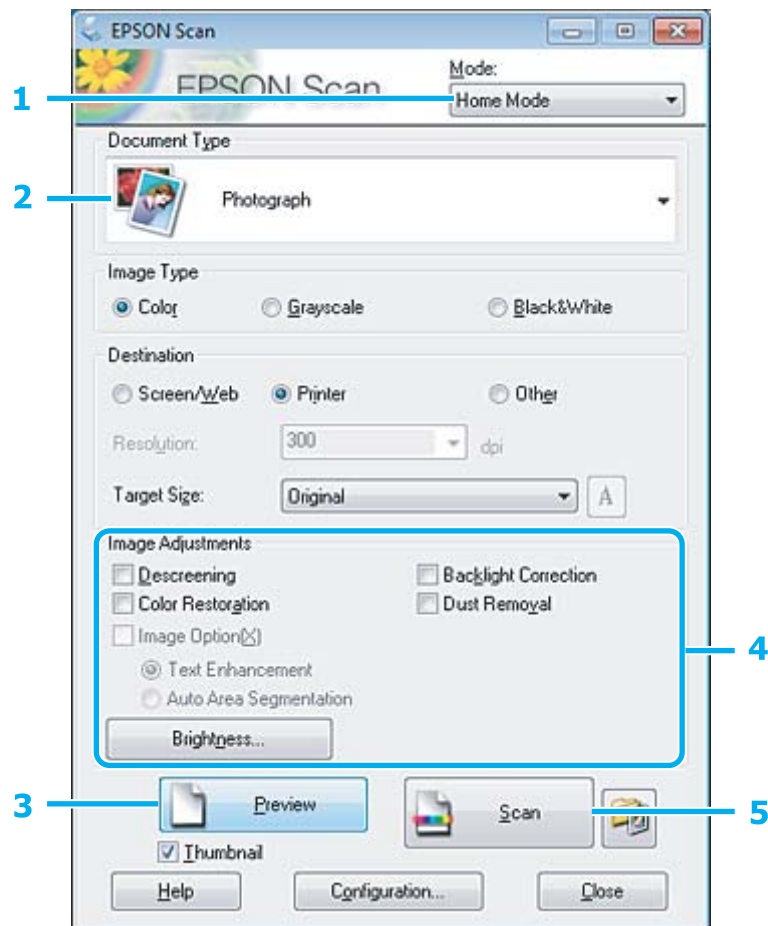 EPSON Scan
EPSON Scan
Mode:
1
Home Mode
Document Type
2
Photograph
Image Type
Color
Grayscale
Black&White
Destination
Screen/Web
Printer
Other
Resolution:
300
dpi
Target Size:
Original
A
Image Adjustments
Descreening
Backlight Correction
Color Restoration
Dust Removal
Image Option(X)
4
Text Enhancement
Auto Area Segmentation
Brightness...
3
Preview
Scan
5
Thumbnail
Help
Configuration...
Close